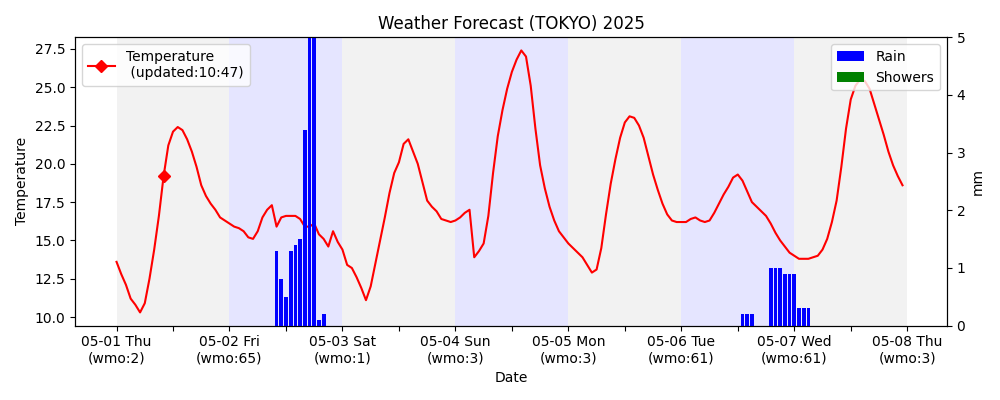 Weather Forecast (TOKYO) 2025
Temperature
(updated:10:47)
Rain
Showers
Temperature
27.5
25.0
22.5
20.0
17.5
15.0
12.5
10.0
5
4
3
2
1
0
mm
05-01 Thu
(wmo:2)
05-02 Fri
(wmo:65)
05-03 Sat
(wmo:1)
05-04 Sun
(wmo:3)
05-05 Mon
(wmo:3)
05-06 Tue
(wmo:61)
05-07 Wed
(wmo:61)
05-08 Thu
(wmo:3)
Date